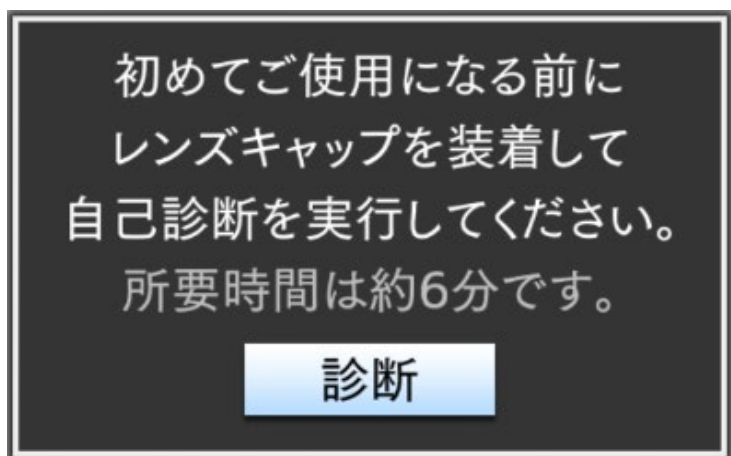 初めてご使用になる前に
レンズキャップを装着して
自己診断を実行してください。
所要時間は約6分です。
診断